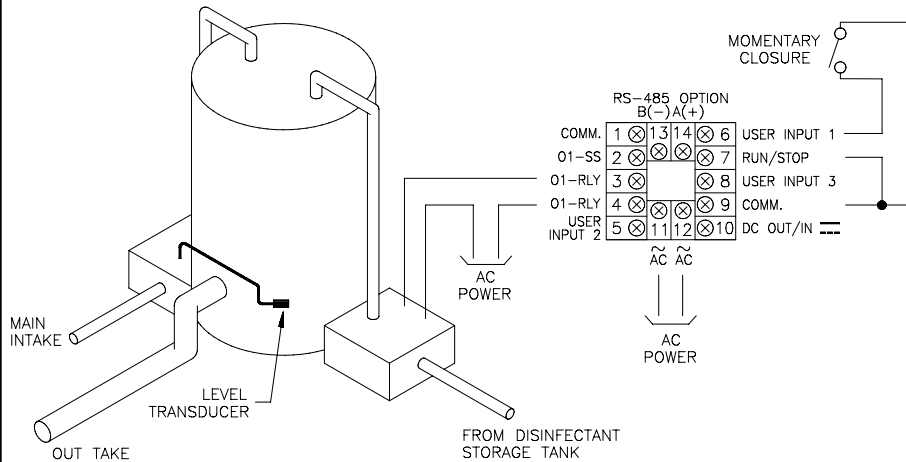 MOMENTARY
CLOSURE
RS-485 OPTION
B(-) A(+)
COMM. 1 13 14 6 USER INPUT 1
O1-SS 2 7 RUN/STOP
O1-RLY 3 8 USER INPUT 3
O1-RLY 4 9 COMM.
USER
INPUT 2 5 11 12 10 DC OUT/IN
~ ~
AC AC
AC
POWER
AC
POWER
MAIN
INTAKE
LEVEL
TRANSDUCER
OUT TAKE
FROM DISINFECTANT
STORAGE TANK